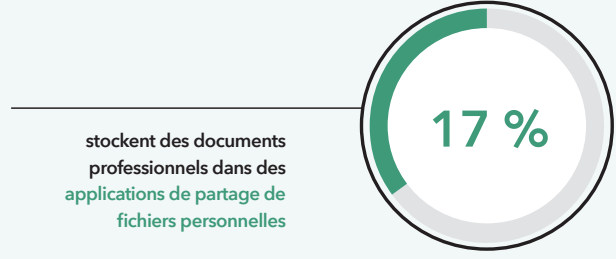 17 %
stockent des documents
professionnels dans des
applications de partage de
fichiers personnelles